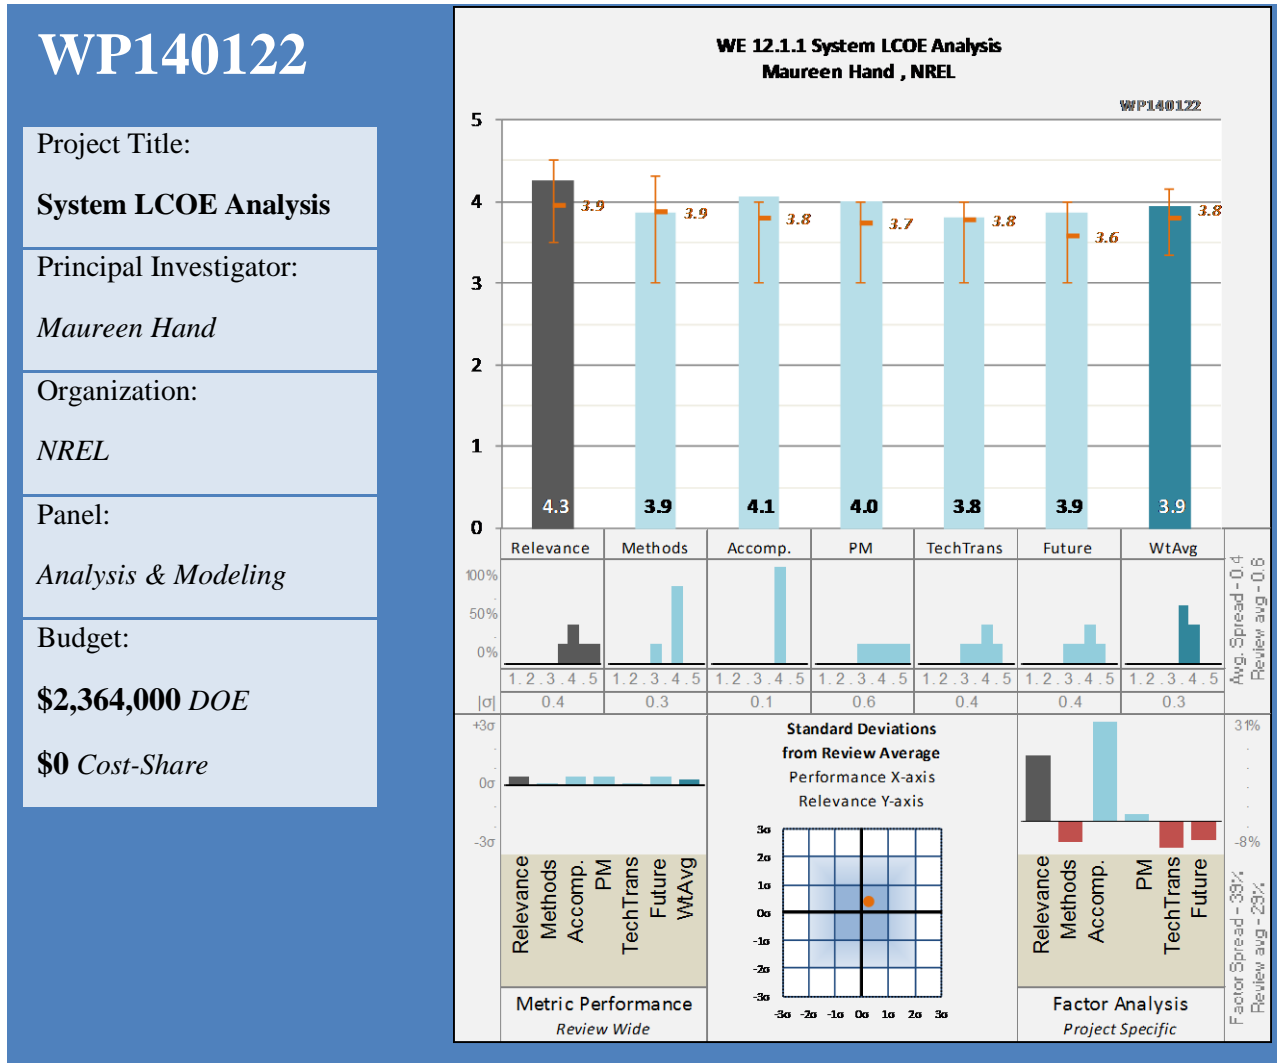 WP140122
Project Title:
System LCOE Analysis
Principal Investigator:
Maureen Hand
Organization:
NREL
Panel:
Analysis & Modeling
Budget:
$2,364,000 DOE
$0 Cost-Share
WE 12.1.1 System LCOE Analysis
Maureen Hand , NREL
WP140122
5
4
3
2
1
0
3.9 3.9 3.8 3.7 3.8 3.6 3.8
4.3 3.9 4.1 4.0 3.8 3.9 3.9
Relevance Methods Accomp. PM TechTrans Future WtAvg
100%
50%
0%
1 . 2 . 3 . 4 . 5 1 . 2 . 3 . 4 . 5 1 . 2 . 3 . 4 . 5 1 . 2 . 3 . 4 . 5 1 . 2 . 3 . 4 . 5 1 . 2 . 3 . 4 . 5 1 . 2 . 3 . 4 . 5
|σ| 0.4 0.3 0.1 0.6 0.4 0.4 0.3
Avg. Spread - 0.4
Review avg - 0.6
+3σ
0σ
-3σ
Relevance
Methods
Accomp.
PM
TechTrans
Future
WtAvg
Metric Performance
Review Wide
Standard Deviations
from Review Average
Performance X-axis
Relevance Y-axis
3σ
2σ
1σ
0σ
-1σ
-2σ
-3σ
-3σ -2σ -1σ 0σ 1σ 2σ 3σ
31%
-8%
Relevance
Methods
Accomp.
PM
TechTrans
Future
Factor Analysis
Project Specific
Factor Spread - 39%
Review avg - 29%